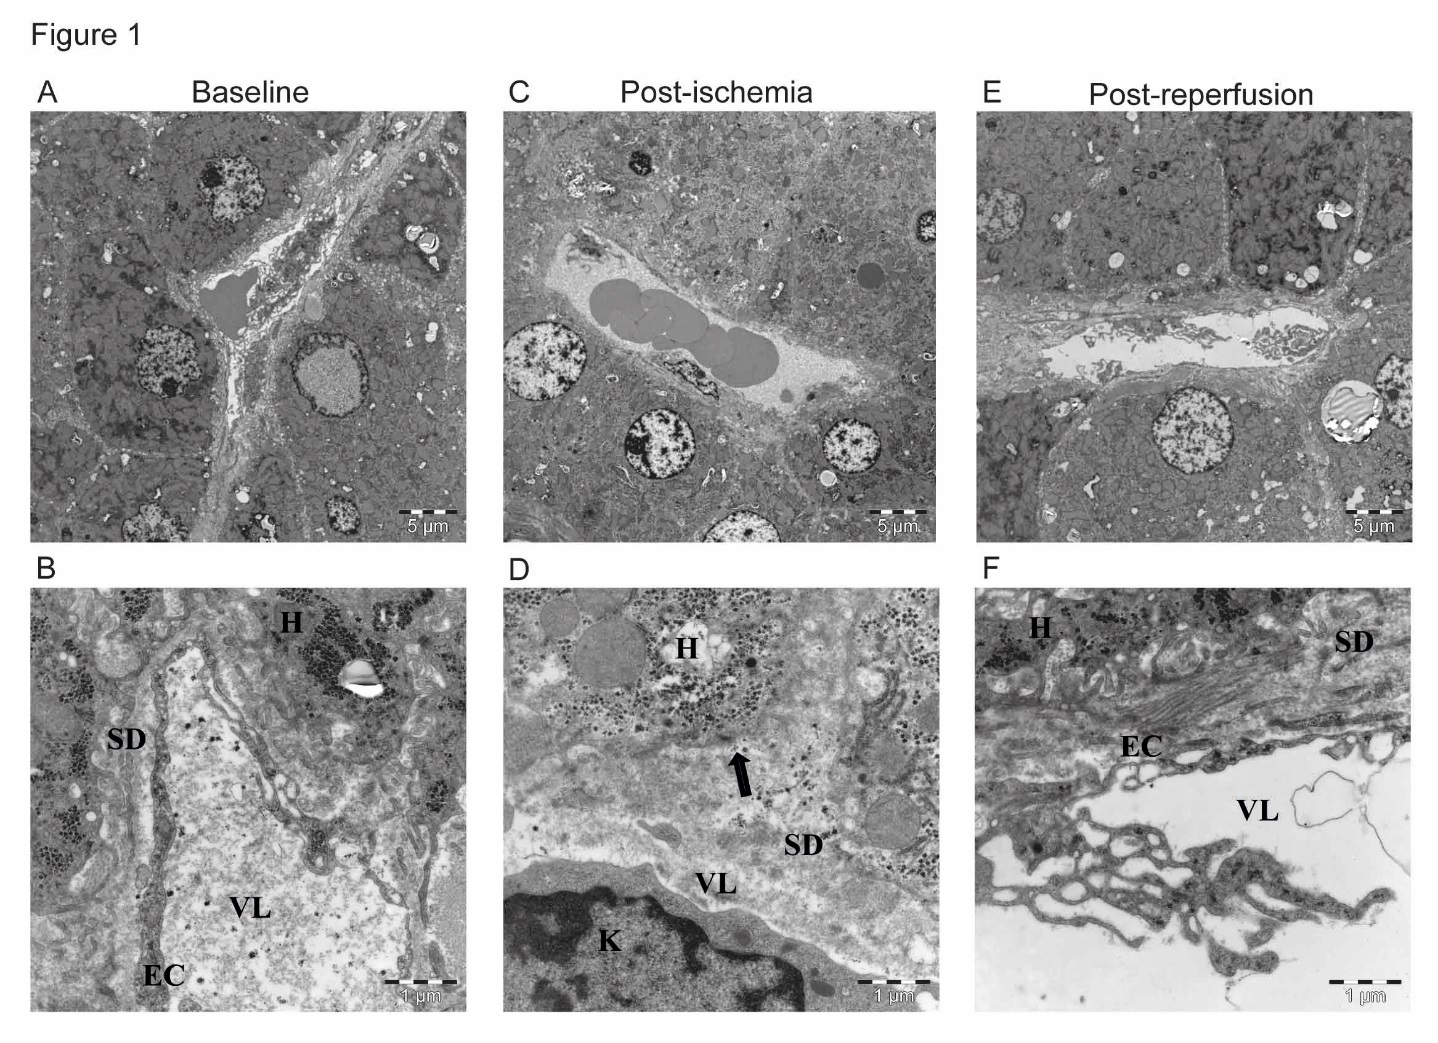 Figure 1
A Baseline
C Post-ischemia
E Post-reperfusion
5 µm
5 µm
5 µm
B
D
F
H
SD
VL
EC
1 µm
H
SD
VL
K
1 µm
H
SD
EC
VL
1 µm